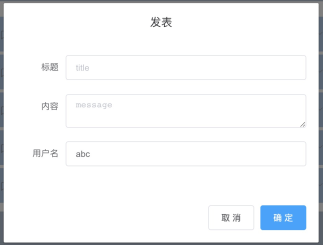 发表
标题
title
内容
message
用户名
abc
取 消
确 定